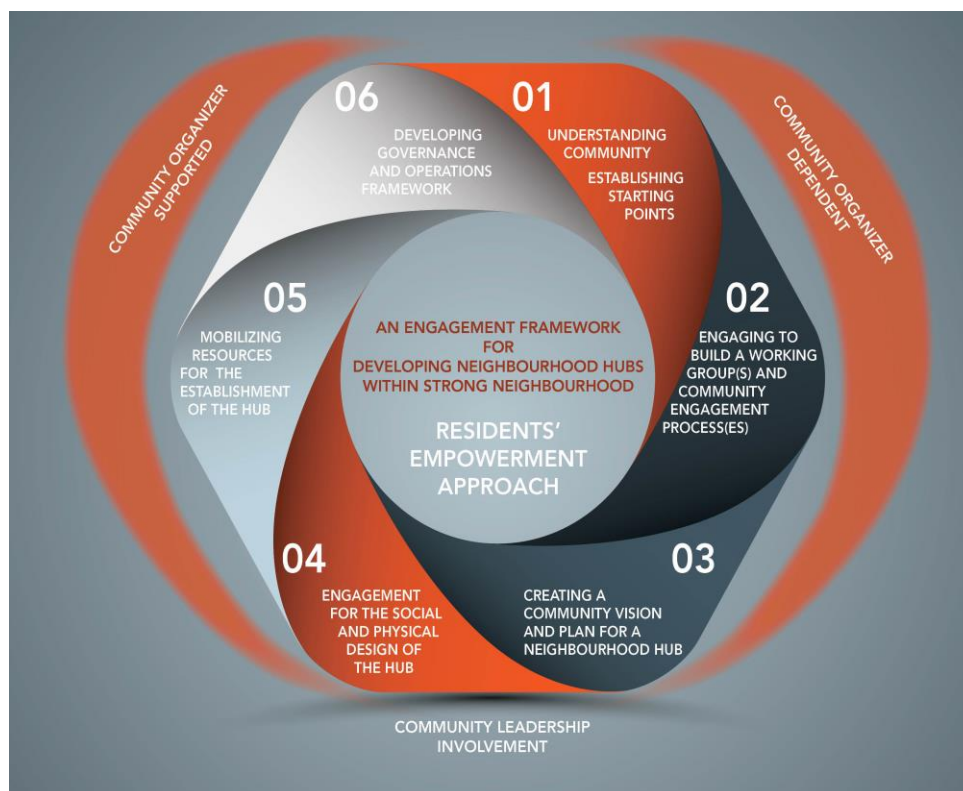 COMMUNITY ORGANIZER
SUPPORTED
COMMUNITY ORGANIZER
DEPENDENT
01
UNDERSTANDING
COMMUNITY
ESTABLISHING
STARTING
POINTS
02
ENGAGING TO
BUILD A WORKING
GROUP(S) AND
COMMUNITY
ENGAGEMENT
PROCESS(ES)
03
CREATING A
COMMUNITY VISION
AND PLAN FOR A
NEIGHBOURHOOD HUB
04
ENGAGEMENT
FOR THE SOCIAL
AND PHYSICAL
DESIGN OF
THE HUB
05
MOBILIZING
RESOURCES
FOR THE
ESTABLISHMENT
OF THE HUB
06
DEVELOPING
GOVERNANCE
AND OPERATIONS
FRAMEWORK
AN ENGAGEMENT FRAMEWORK
FOR
DEVELOPING NEIGHBOURHOOD HUBS
WITHIN STRONG NEIGHBOURHOOD
RESIDENTS'
EMPOWERMENT
APPROACH
COMMUNITY LEADERSHIP
INVOLVEMENT